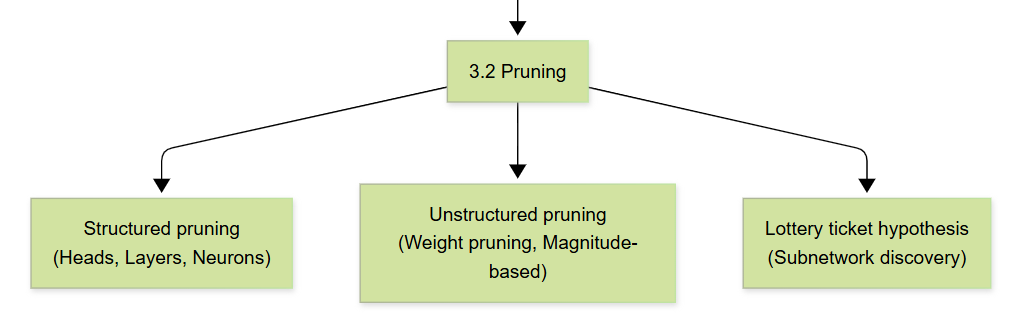 3.2 Pruning
Structured pruning
(Heads, Layers, Neurons)
Unstructured pruning
(Weight pruning, Magnitude-
based)
Lottery ticket hypothesis
(Subnetwork discovery)